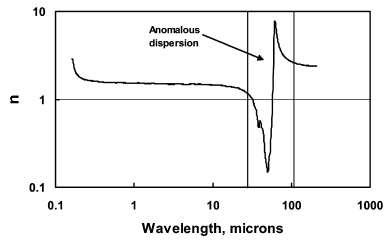 10
Anomalous
dispersion
n
1
0.1
0.1 1 10 100 1000
Wavelength, microns